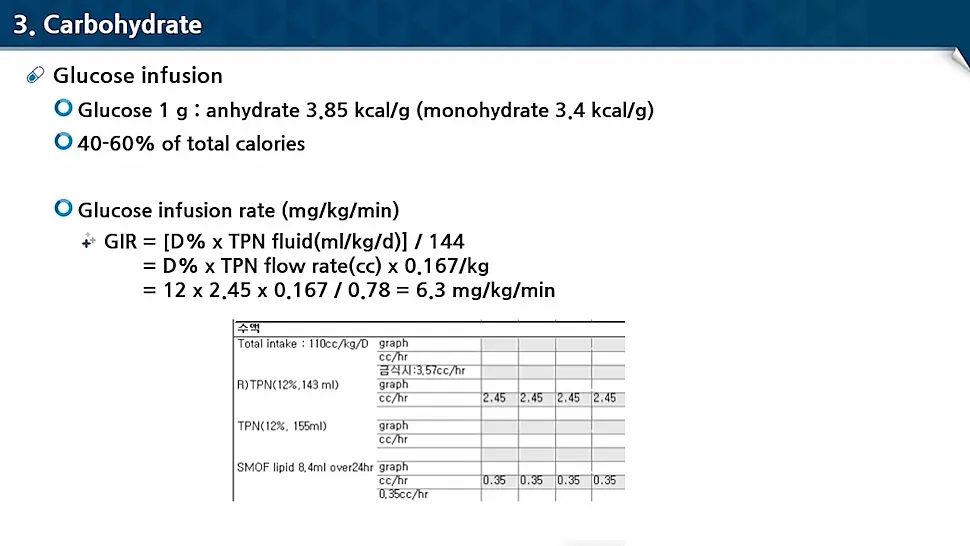 3. Carbohydrate
Glucose infusion
Glucose 1 g : anhydrate 3.85 kcal/g (monohydrate 3.4 kcal/g)
40-60% of total calories
Glucose infusion rate (mg/kg/min)
GIR = [D% x TPN fluid(ml/kg/d)] / 144
= D% x TPN flow rate(cc) x 0.167/kg
= 12 x 2.45 x 0.167 / 0.78 = 6.3 mg/kg/min
수액
Total intake : 110cc/kg/D graph
cc/hr
금식시:3.57cc/hr
R)TPN(12%,143 ml) graph
cc/hr 2.45 2.45 2.45 2.45
TPN(12%, 155ml) graph
cc/hr
SMOF lipid 8.4ml over24hr graph
cc/hr 0.35 0.35 0.35 0.35
0.35cc/hr